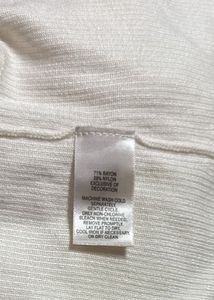 71% RAYON
29% NYLON
EXCLUSIVE OF
DECORATION
MACHINE WASH COLD
SEPARATELY.
GENTLE CYCLE.
ONLY NON-CHLORINE
BLEACH WHEN NEEDED.
REMOVE PROMPTLY.
LAY FLAT TO DRY.
COOL IRON IF NECESSARY
OR DRY CLEAN